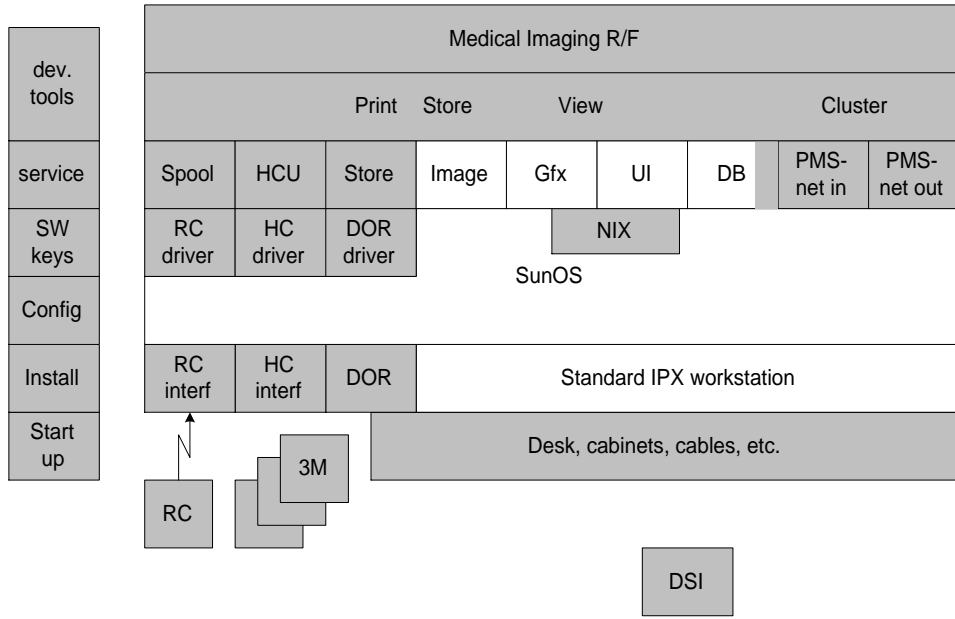 Medical Imaging R/F
dev.
tools
Print Store View Cluster
service
Spool
HCU
Store
Image
Gfx
UI
DB
PMS-
net in
PMS-
net out
SW
keys
RC
driver
HC
driver
DOR
driver
NIX
SunOS
Config
Install
RC
interf
HC
interf
DOR
Standard IPX workstation
Start
up
Desk, cabinets, cables, etc.
3M
RC
DSI